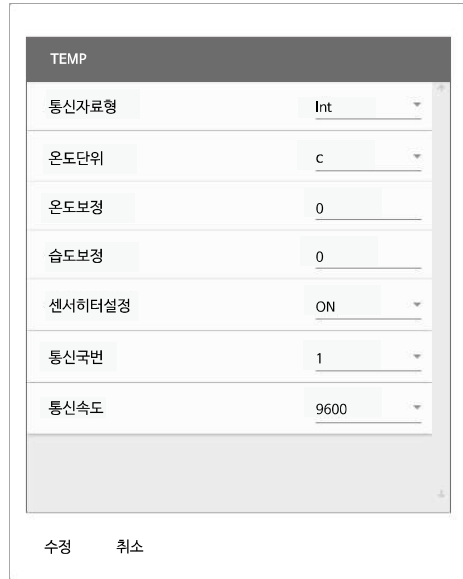 TEMP
통신자료형 Int
온도단위 c
온도보정 0
습도보정 0
센서히터설정 ON
통신국번 1
통신속도 9600
수정 취소